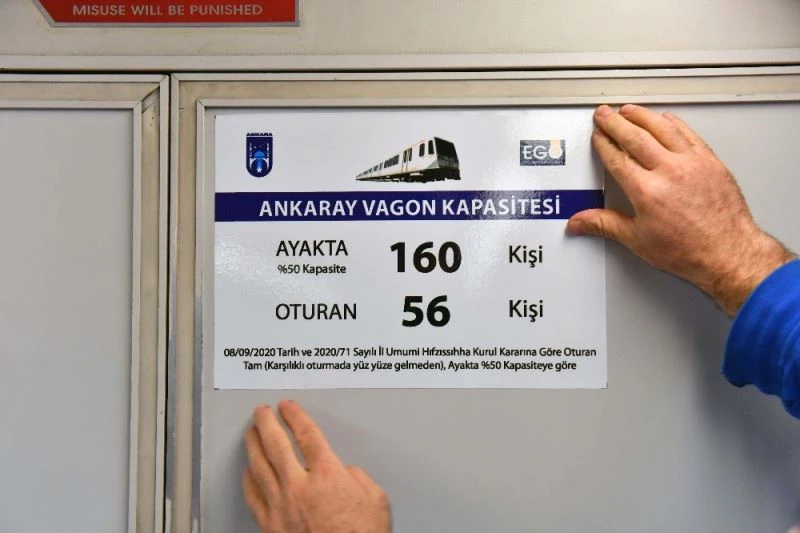 MISUSE WILL BE PUNISHED
ANKARA
EGO
ANKARAY VAGON KAPASİTESİ
AYAKTA 160 Kişi
%50 Kapasite
OTURAN 56 Kişi
08/09/2020 Tarih ve 2020/71 Sayılı İl Umumi Hıfzıssıhha Kurul Kararına Göre Oturan
Tam (Karşılıklı oturmada yüz yüze gelmeden), Ayakta %50 Kapasiteye göre